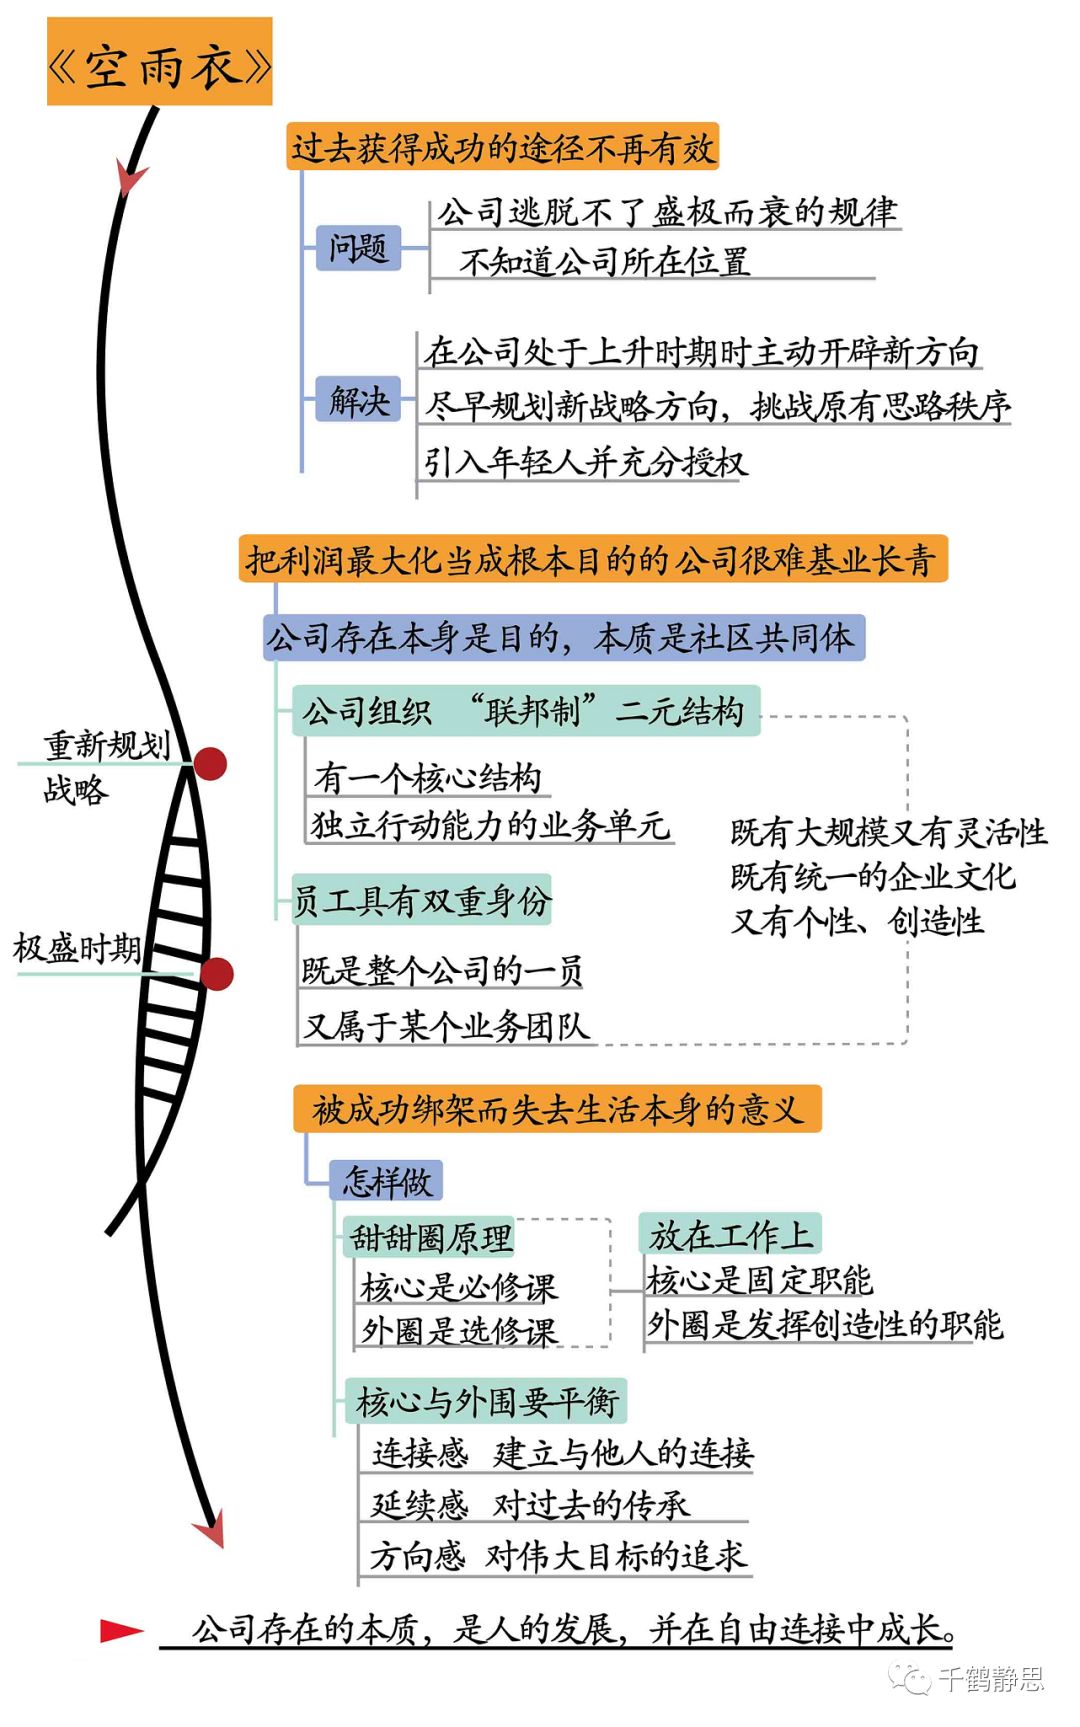 《空雨衣》
过去获得成功的途径不再有效
问题
公司逃脱不了盛极而衰的规律
不知道公司所在位置
解决
在公司处于上升时期时主动开辟新方向
尽早规划新战略方向，挑战原有思路秩序
引入年轻人并充分授权
把利润最大化当成根本目的的公司很难基业长青
公司存在本身是目的，本质是社区共同体
公司组织 “联邦制”二元结构
有一个核心结构
独立行动能力的业务单元
员工具有双重身份
既是整个公司的一员
又属于某个业务团队
既有大规模又有灵活性
既有统一的企业文化
又有个性、创造性
重新规划
战略
极盛时期
被成功绑架而失去生活本身的意义
怎样做
甜甜圈原理
核心是必修课
外圈是选修课
放在工作上
核心是固定职能
外圈是发挥创造性的职能
核心与外围要平衡
连接感 建立与他人的连接
延续感 对过去的传承
方向感 对伟大目标的追求
公司存在的本质，是人的发展，并在自由连接中成长。
千鹤静思